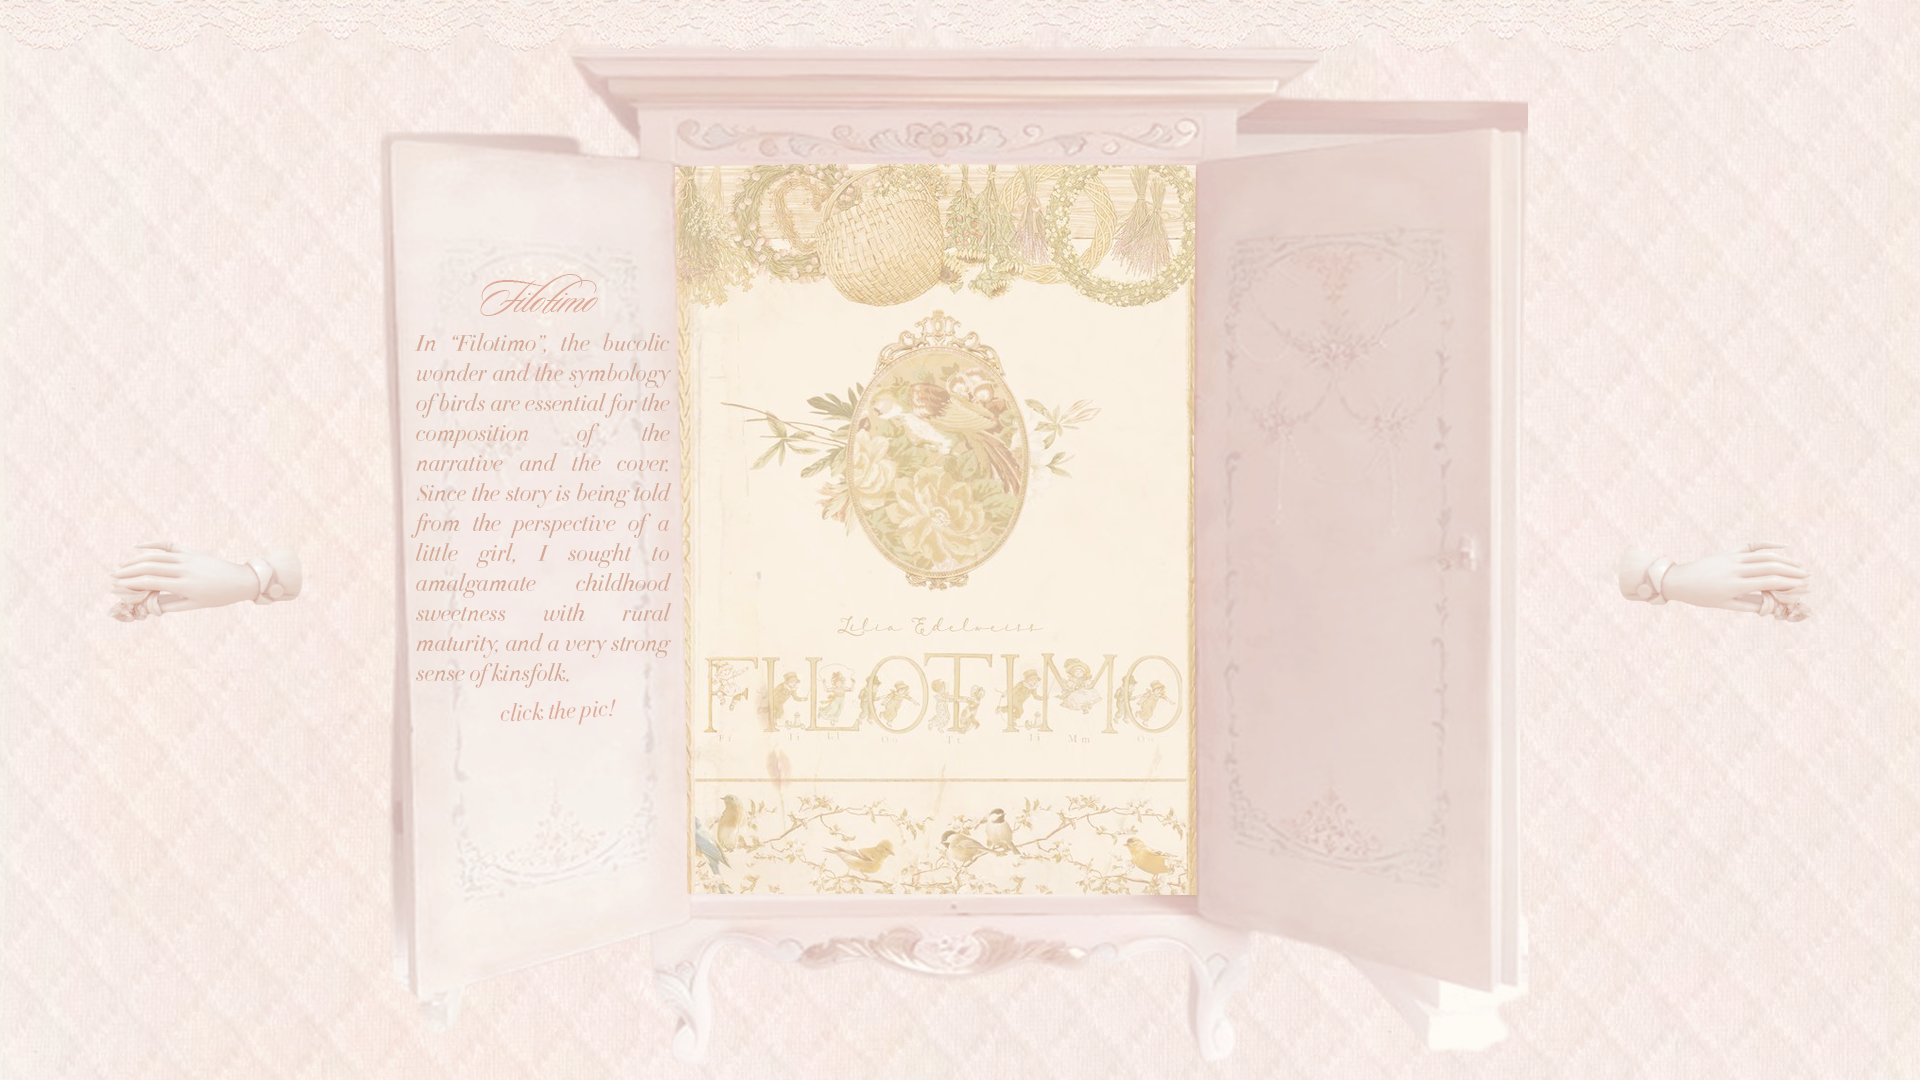 Filotimo
In “Filotimo”, the bucolic
wonder and the symbology
of birds are essential for the
composition of the
narrative and the cover.
Since the story is being told
from the perspective of a
little girl, I sought to
amalgamate childhood
sweetness with rural
maturity, and a very strong
sense of kinsfolk.
click the pic!
Lilia Edelweiss
FILOTIMO